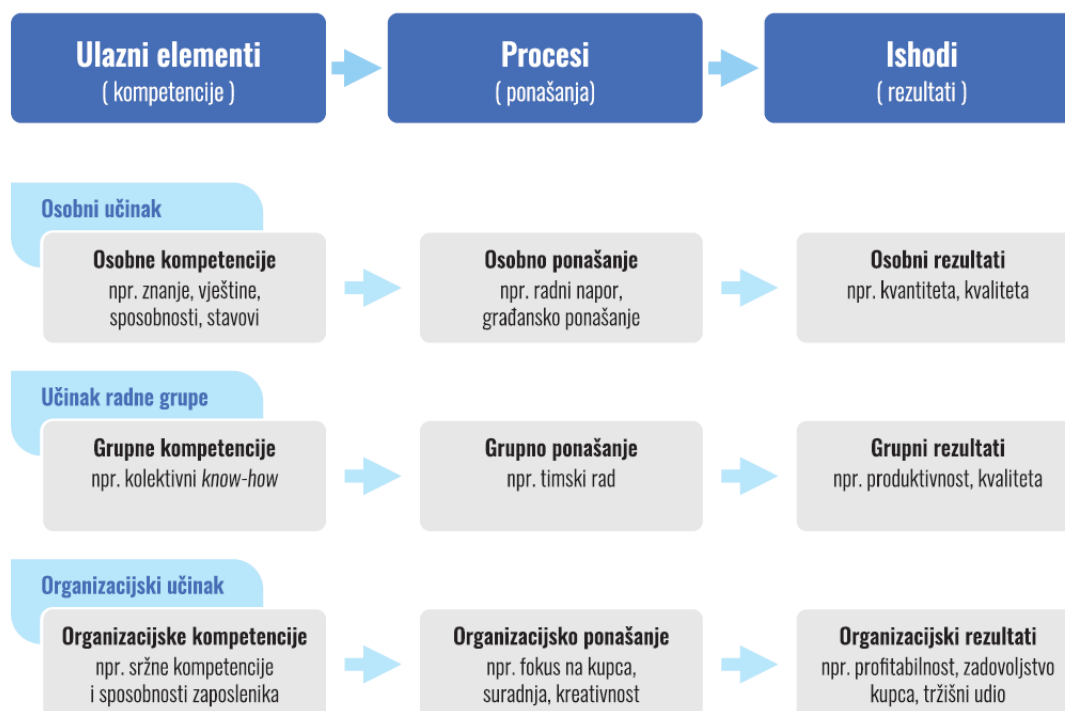 Ulazni elementi
( kompetencije )
Procesi
( ponašanja)
Ishodi
( rezultati )
Osobni učinak
Osobne kompetencije
npr. znanje, vještine,
sposobnosti, stavovi
Osobno ponašanje
npr. radni napor,
građansko ponašanje
Osobni rezultati
npr. kvantiteta, kvaliteta
Učinak radne grupe
Grupne kompetencije
npr. kolektivni know-how
Grupno ponašanje
npr. timski rad
Grupni rezultati
npr. produktivnost, kvaliteta
Organizacijski učinak
Organizacijske kompetencije
npr. sržne kompetencije
i sposobnosti zaposlenika
Organizacijsko ponašanje
npr. fokus na kupca,
suradnja, kreativnost
Organizacijski rezultati
npr. profitabilnost, zadovoljstvo
kupca, tržišni udio